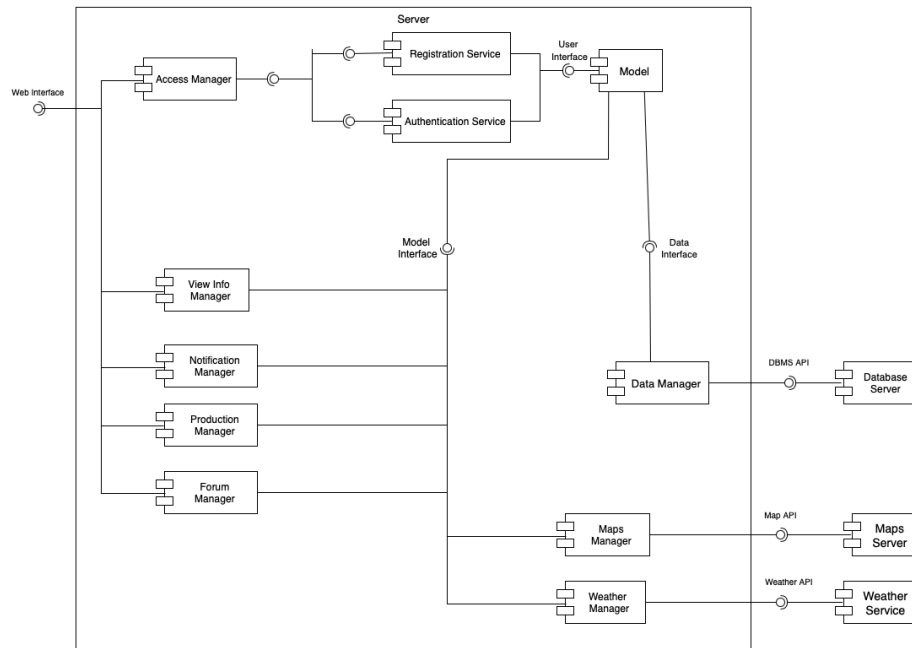 Server
User
Interface
Registration Service
Model
Access Manager
Web Interface
Authentication Service
Model
Interface
Data
Interface
View Info
Manager
Notification
Manager
DBMS API
Data Manager
Database
Server
Production
Manager
Forum
Manager
Map API
Maps
Manager
Maps
Server
Weather API
Weather
Manager
Weather
Service